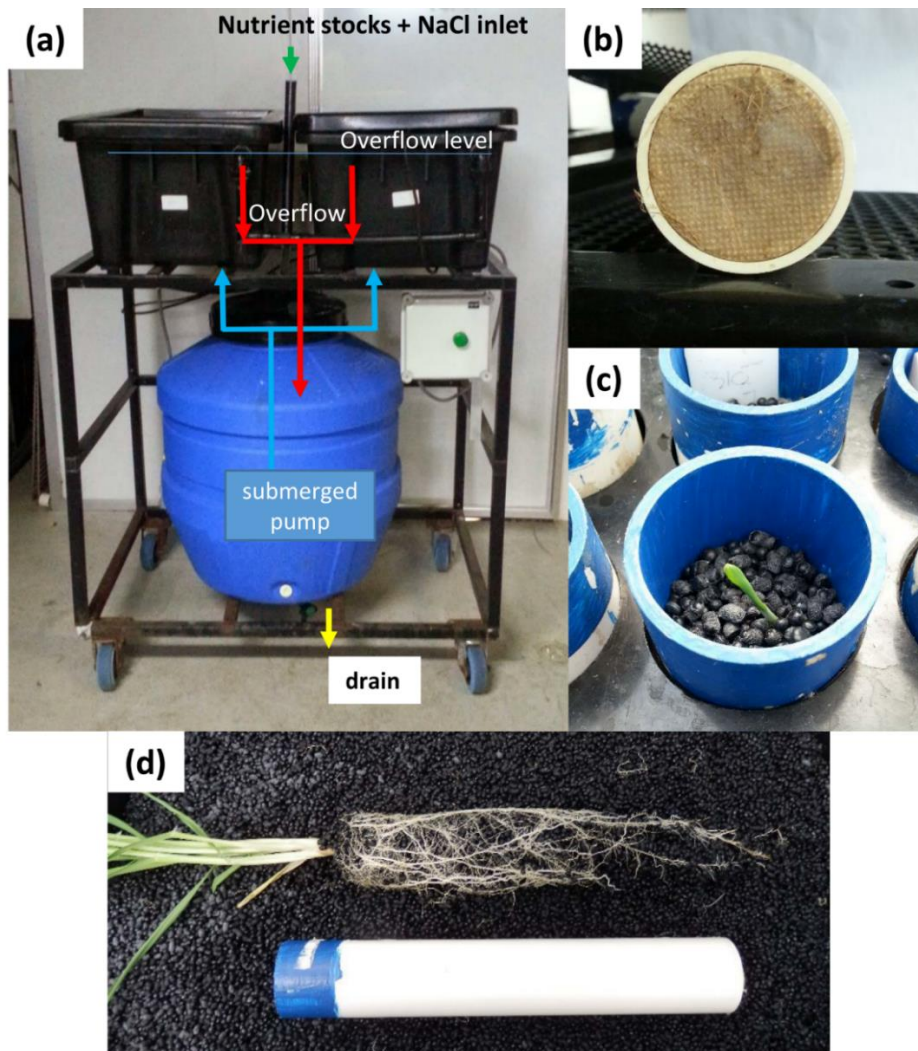 (a)
Nutrient stocks + NaCl inlet
Overflow level
Overflow
submerged
pump
drain
(b)
(c)
(d)